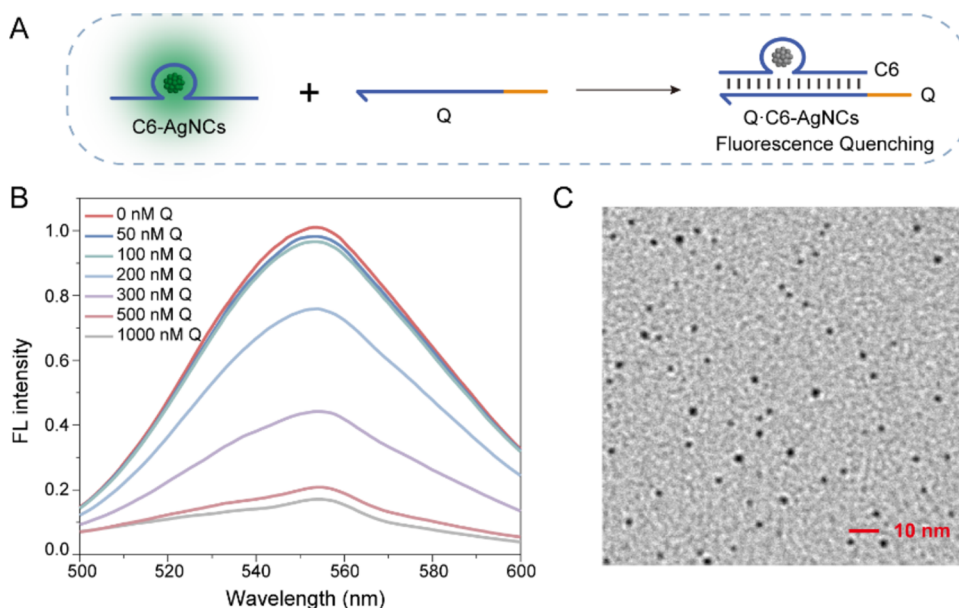 A
C6-AgNCs
+
Q
C6
Q
Q·C6-AgNCs
Fluorescence Quenching
B
FL intensity
1.0
0.8
0.6
0.4
0.2
0.0
0 nM Q
50 nM Q
100 nM Q
200 nM Q
300 nM Q
500 nM Q
1000 nM Q
500 520 540 560 580 600
Wavelength (nm)
C
10 nm